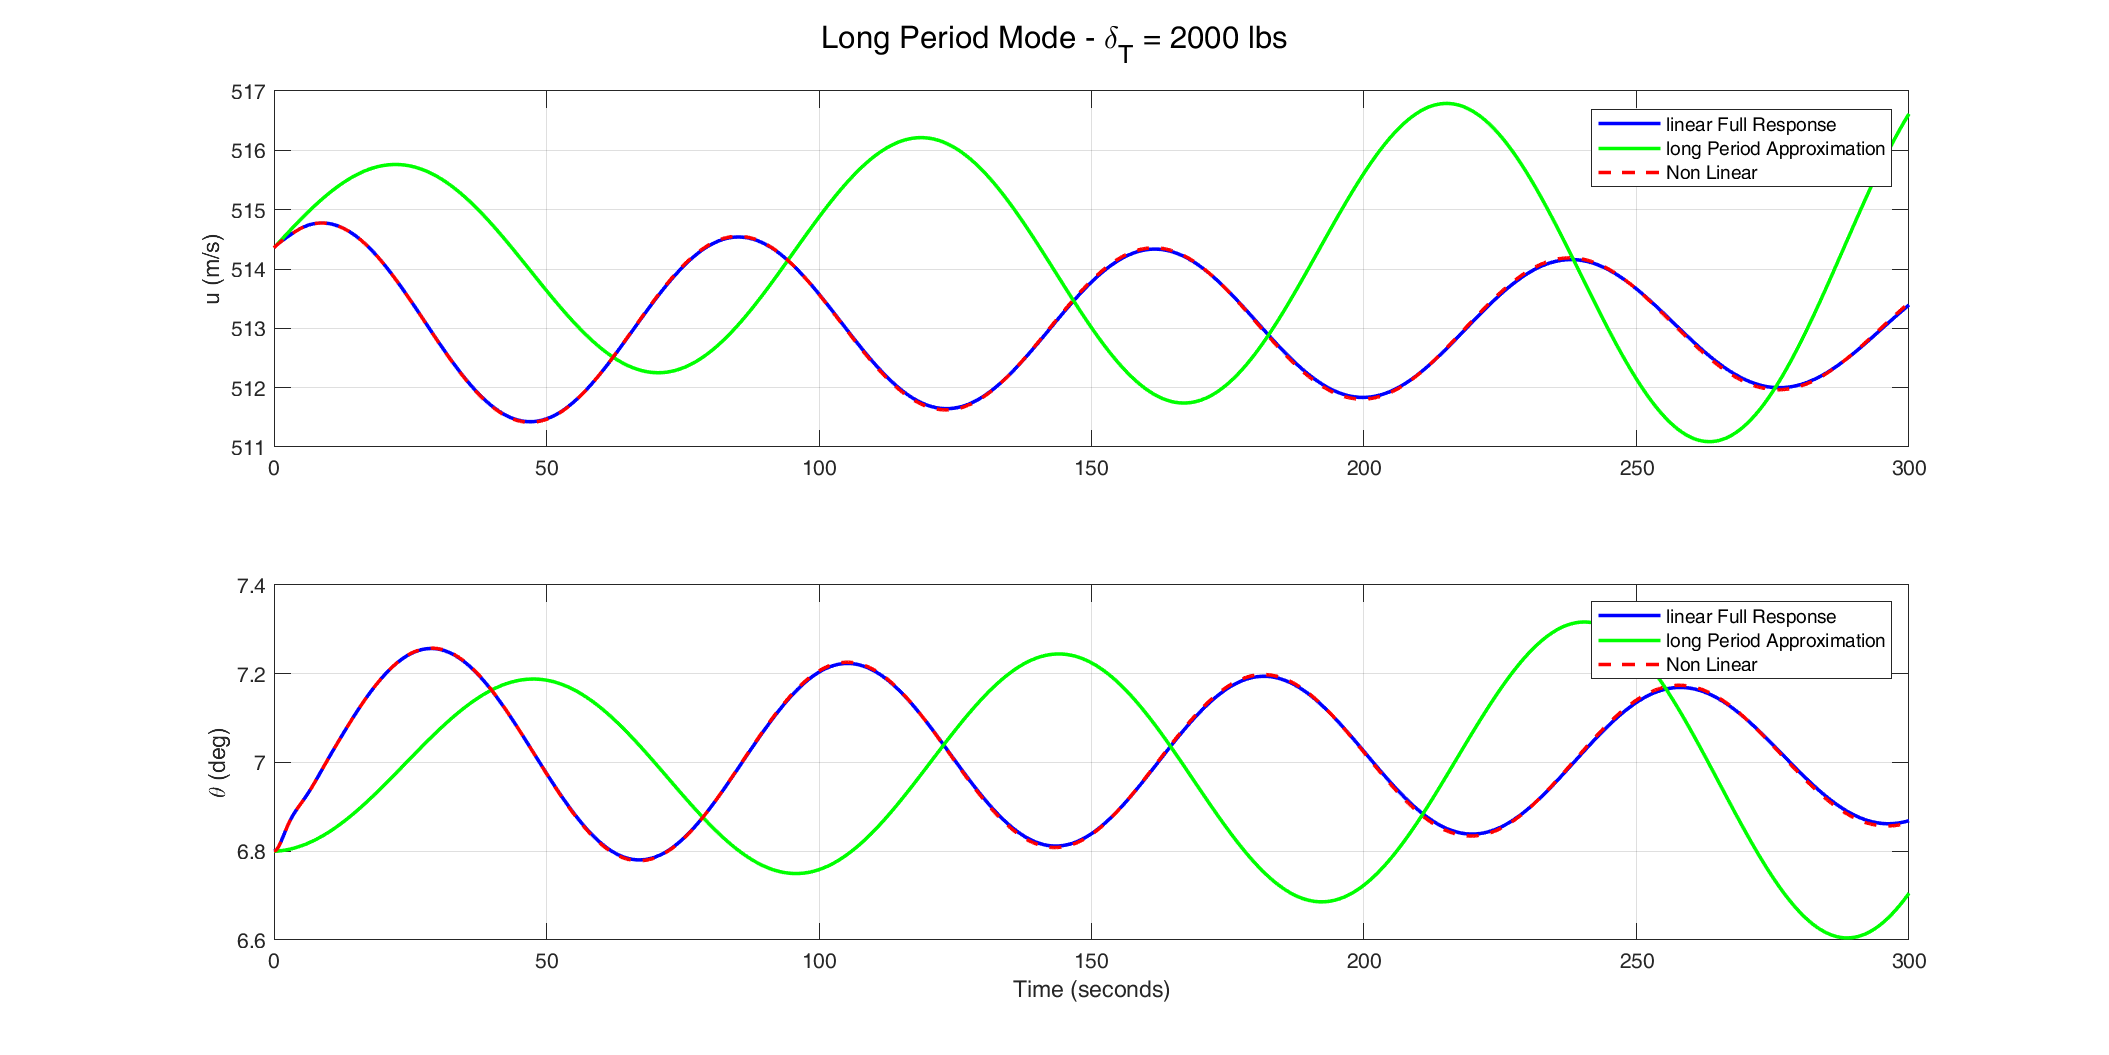 Long Period Mode - δT = 2000 lbs
517
516
515
514
513
512
511
u (m/s)
0 50 100 150 200 250 300
linear Full Response
long Period Approximation
Non Linear
7.4
7.2
7
6.8
6.6
θ (deg)
0 50 100 150 200 250 300
Time (seconds)
linear Full Response
long Period Approximation
Non Linear